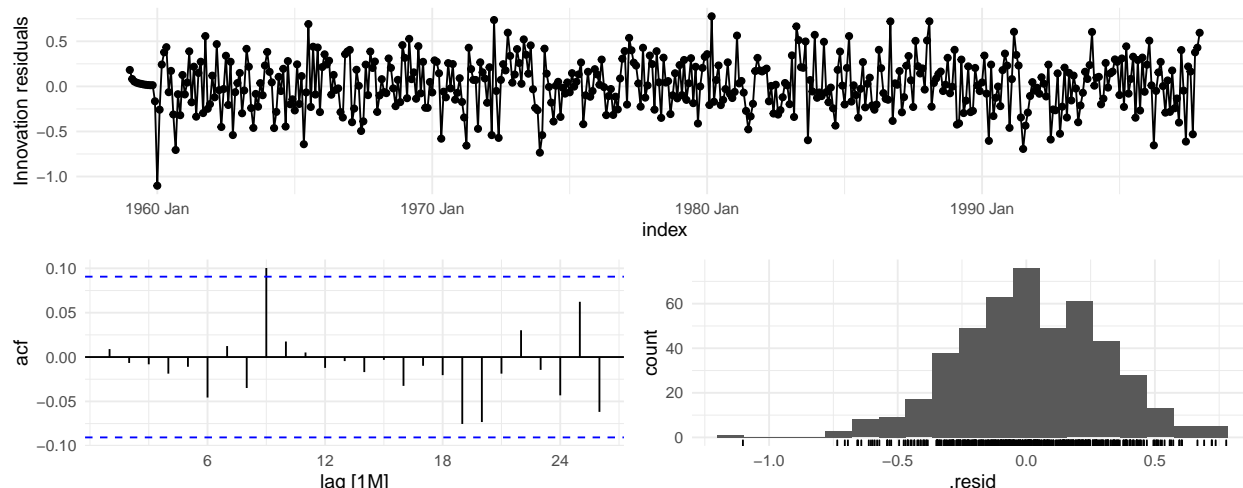 Innovation residuals
0.5
0.0
−0.5
−1.0
1960 Jan 1970 Jan 1980 Jan 1990 Jan
index
acf
0.10
0.05
0.00
−0.05
−0.10
6 12 18 24
lag [1M]
count
60
40
20
0
−1.0 −0.5 0.0 0.5
.resid